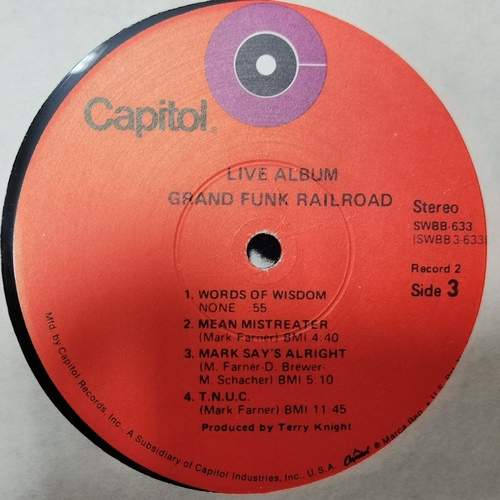 Capitol®
LIVE ALBUM
GRAND FUNK RAILROAD
Stereo
SWBB-633
(SWBB 3-633)
Record 2
Side 3
1. WORDS OF WISDOM
NONE 55
2. MEAN MISTREATER
(Mark Farner) BMI 4:40
3. MARK SAY'S ALRIGHT
(M. Farner-D. Brewer-
M. Schacher) BMI 5:10
4. T.N.U.C.
(Mark Farner) BMI 11:45
Produced by Terry Knight
Mfd. by Capitol Records, Inc., A Subsidiary of Capitol Industries, Inc., U.S.A. Capitol ® Marca Reg.